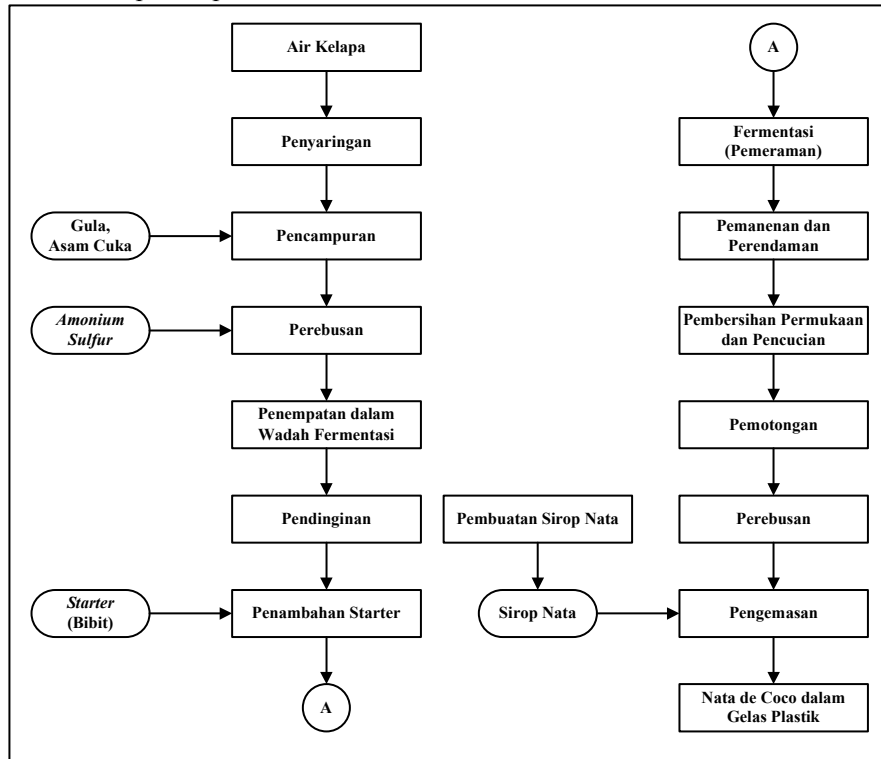 Air Kelapa
Penyaringan
Gula,
Asam Cuka
Pencampuran
Amonium
Sulfur
Perebusan
Penempatan dalam
Wadah Fermentasi
Pendinginan
Starter
(Bibit)
Penambahan Starter
A
A
Fermentasi
(Pemeraman)
Pemanenan dan
Perendaman
Pembersihan Permukaan
dan Pencucian
Pemotongan
Perebusan
Pembuatan Sirop Nata
Sirop Nata
Pengemasan
Nata de Coco dalam
Gelas Plastik